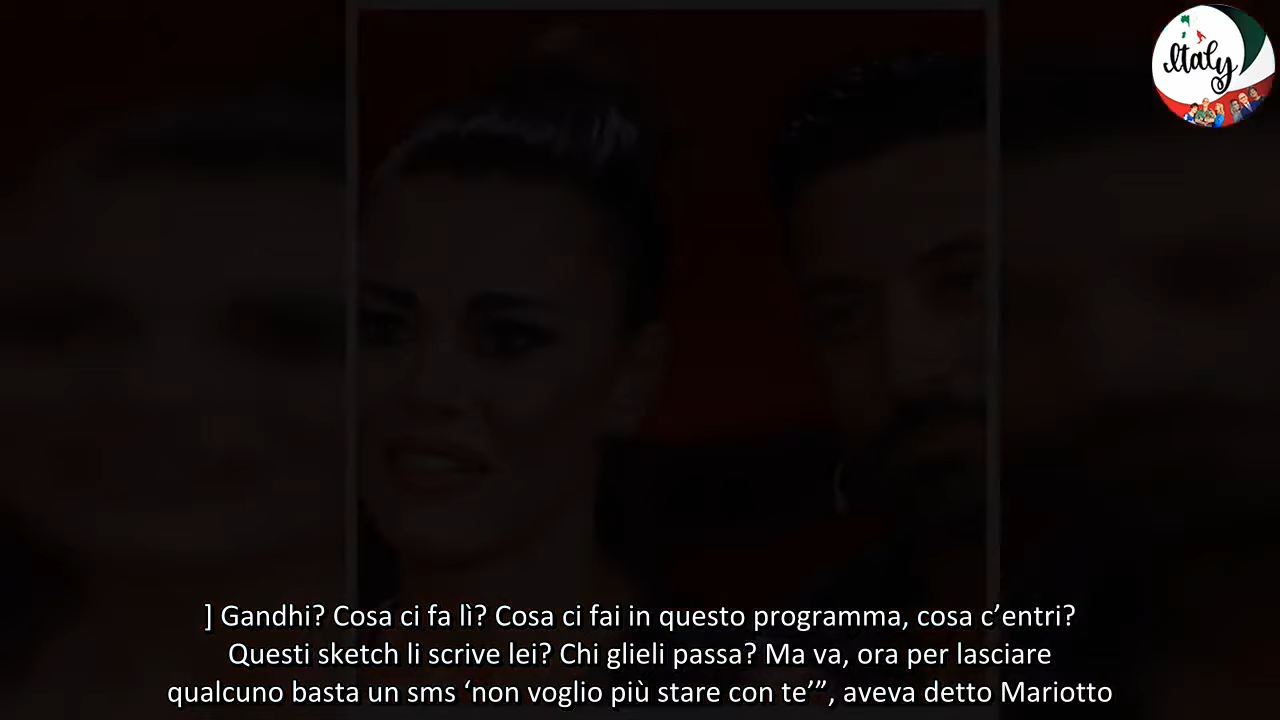 Italy
] Gandhi? Cosa ci fa lì? Cosa ci fai in questo programma, cosa c’entri?
Questi sketch li scrive lei? Chi glieli passa? Ma va, ora per lasciare
qualcuno basta un sms ‘non voglio più stare con te’”, aveva detto Mariotto